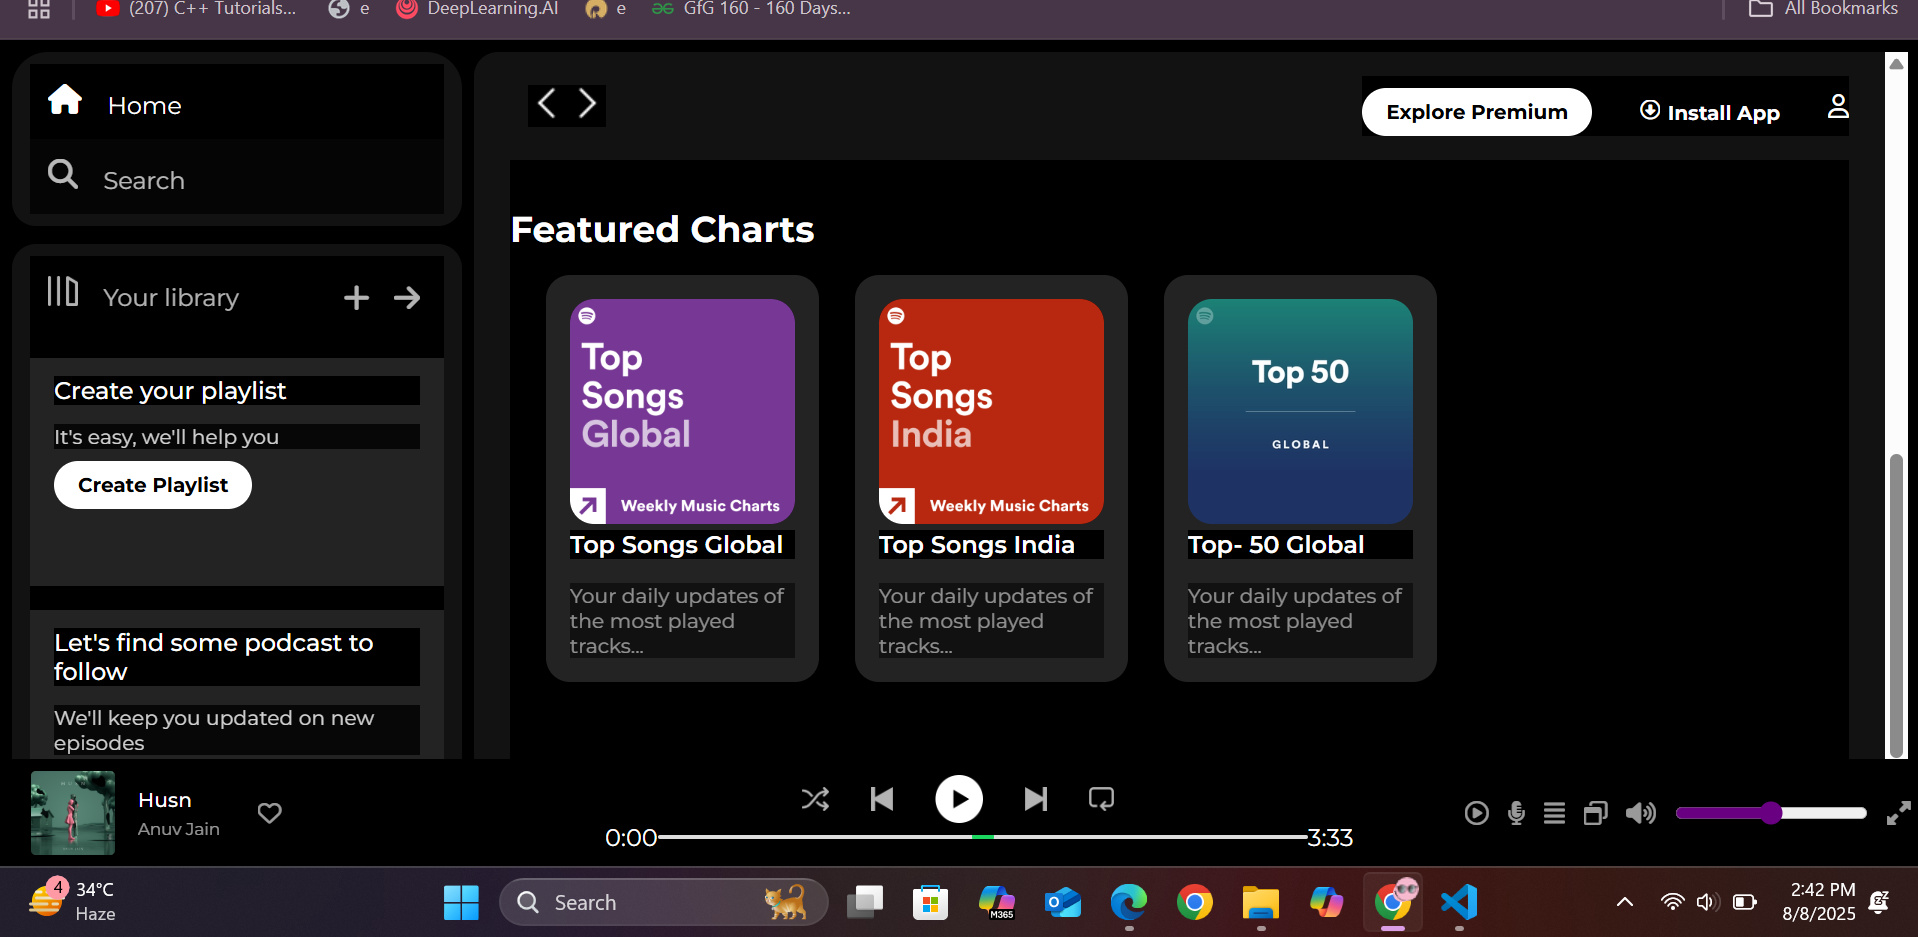 (207) C++ Tutorials...
e
DeepLearning.AI
e
GfG 160 - 160 Days...
All Bookmarks
Home
Search
Your library
Create your playlist
It's easy, we'll help you
Create Playlist
Let's find some podcast to
follow
We'll keep you updated on new
episodes
Explore Premium
Install App
Featured Charts
Top
Songs
Global
Weekly Music Charts
Top Songs Global
Your daily updates of
the most played
tracks...
Top
Songs
India
Weekly Music Charts
Top Songs India
Your daily updates of
the most played
tracks...
Top 50
GLOBAL
Top- 50 Global
Your daily updates of
the most played
tracks...
Husn
Anuv Jain
0:00
3:33
4
34°C
Haze
Search
M365
2:42 PM
8/8/2025